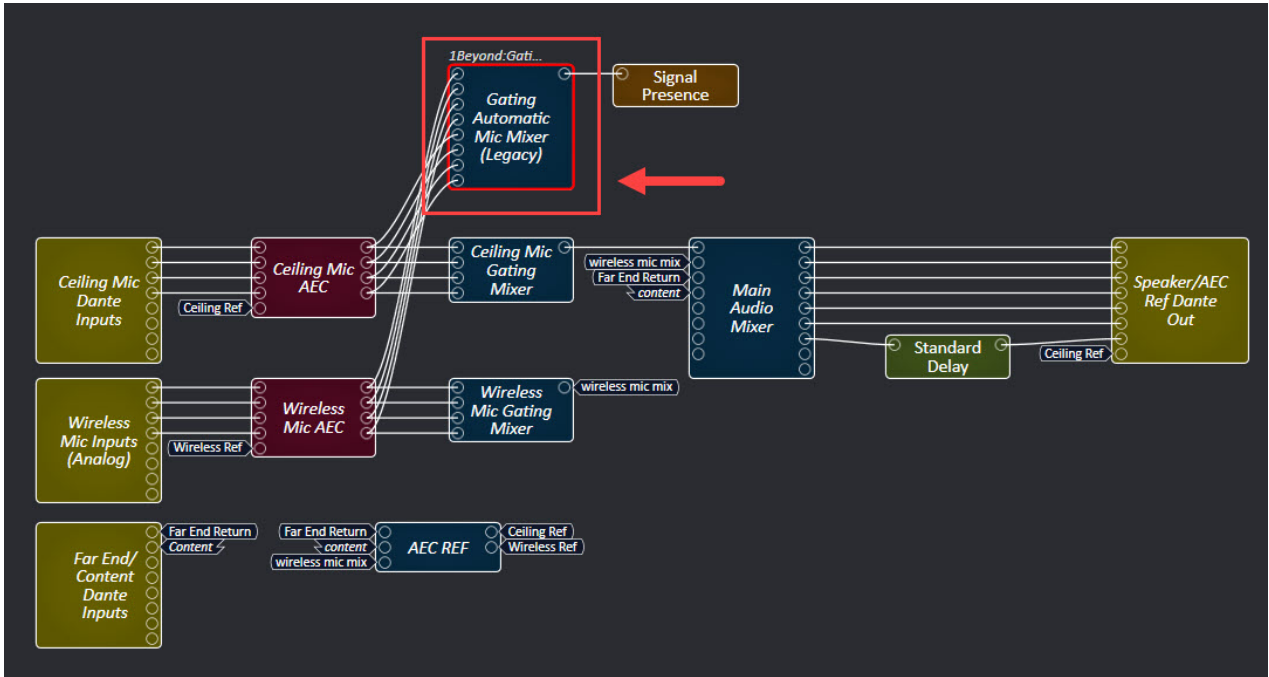 1Beyond:Gati...
Gating
Automatic
Mic Mixer
(Legacy)
Signal
Presence
Ceiling Mic
Dante
Inputs
Ceiling Ref
Ceiling Mic
AEC
Ceiling Mic
Gating
Mixer
wireless mic mix
Far End Return
content
Main
Audio
Mixer
Standard
Delay
Ceiling Ref
Speaker/AEC
Ref Dante
Out
Wireless
Mic Inputs
(Analog)
Wireless Ref
Wireless
Mic AEC
Wireless
Mic Gating
Mixer
wireless mic mix
Far End/
Content
Dante
Inputs
Far End Return
Content
Far End Return
content
wireless mic mix
AEC REF
Ceiling Ref
Wireless Ref